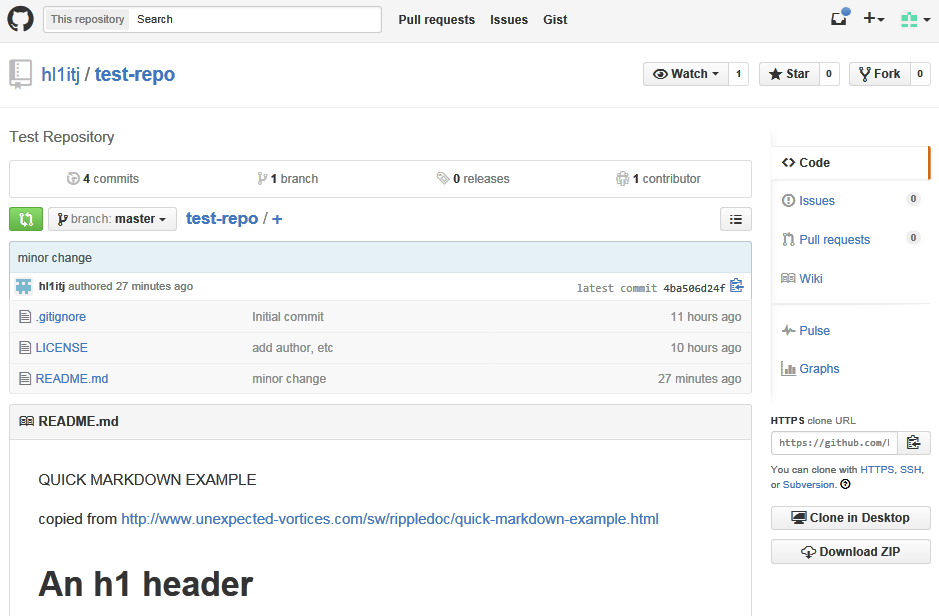 This repository Search Pull requests Issues Gist
hl1itj / test-repo Watch 1 Star 0 Fork 0
Test Repository
4 commits 1 branch 0 releases 1 contributor
branch: master test-repo / +
minor change
hl1itj authored 27 minutes ago latest commit 4ba506d24f
.gitignore Initial commit 11 hours ago
LICENSE add author, etc 10 hours ago
README.md minor change 27 minutes ago
README.md
QUICK MARKDOWN EXAMPLE
copied from http://www.unexpected-vortices.com/sw/rippledoc/quick-markdown-example.html
An h1 header
Code
Issues 0
Pull requests 0
Wiki
Pulse
Graphs
HTTPS clone URL
https://github.com/
You can clone with HTTPS, SSH,
or Subversion.
Clone in Desktop
Download ZIP